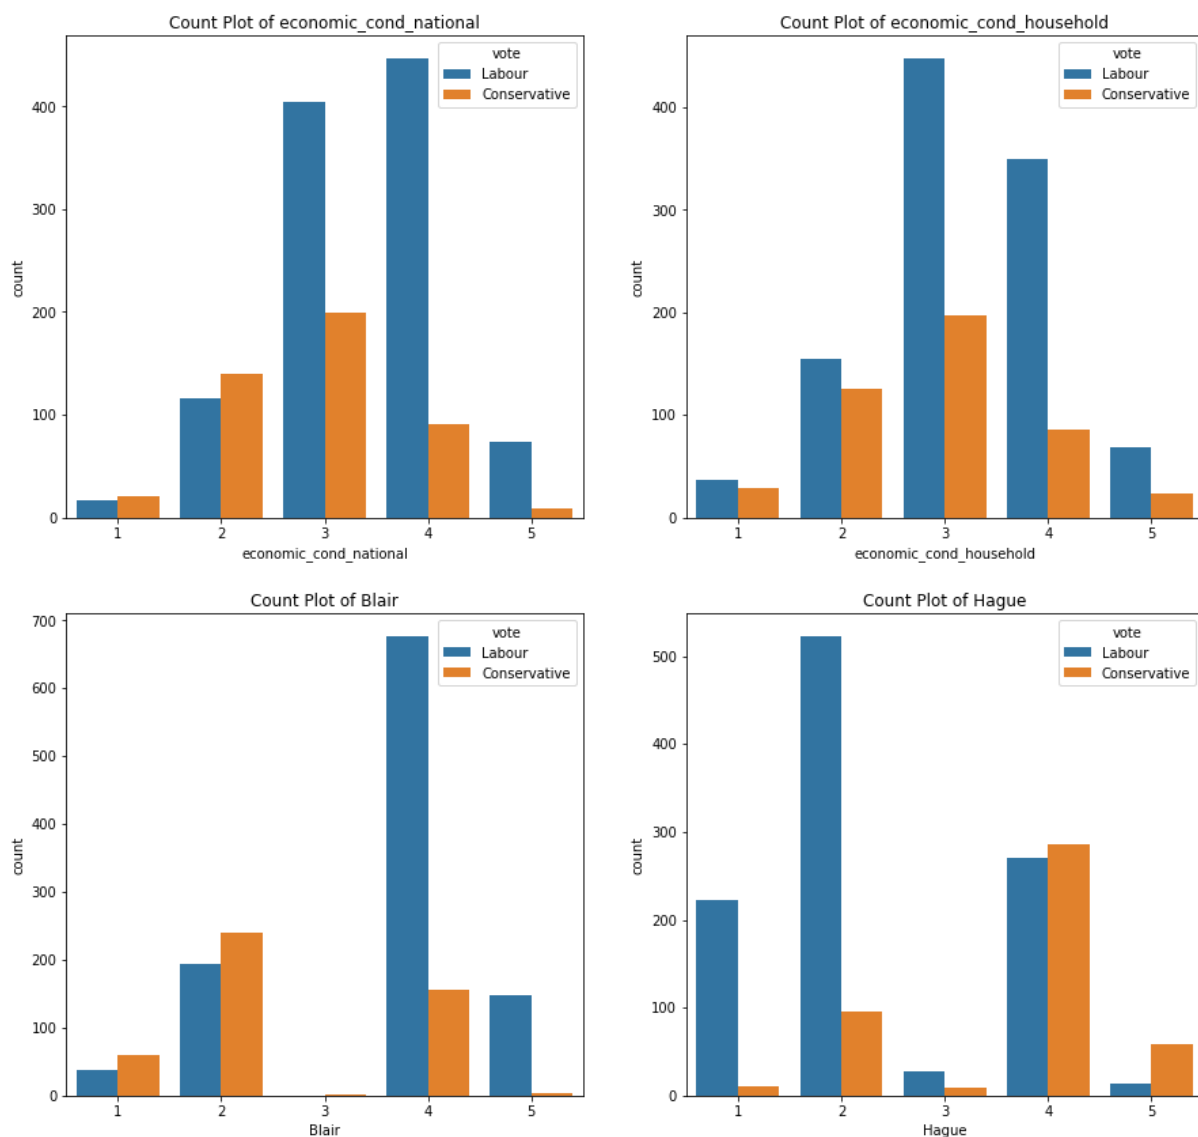 Count Plot of economic_cond_national
vote
Labour
Conservative
400
300
200
100
0
count
1 2 3 4 5
economic_cond_national
Count Plot of economic_cond_household
vote
Labour
Conservative
400
300
200
100
0
count
1 2 3 4 5
economic_cond_household
Count Plot of Blair
vote
Labour
Conservative
700
600
500
400
300
200
100
0
count
1 2 3 4 5
Blair
Count Plot of Hague
vote
Labour
Conservative
500
400
300
200
100
0
count
1 2 3 4 5
Hague